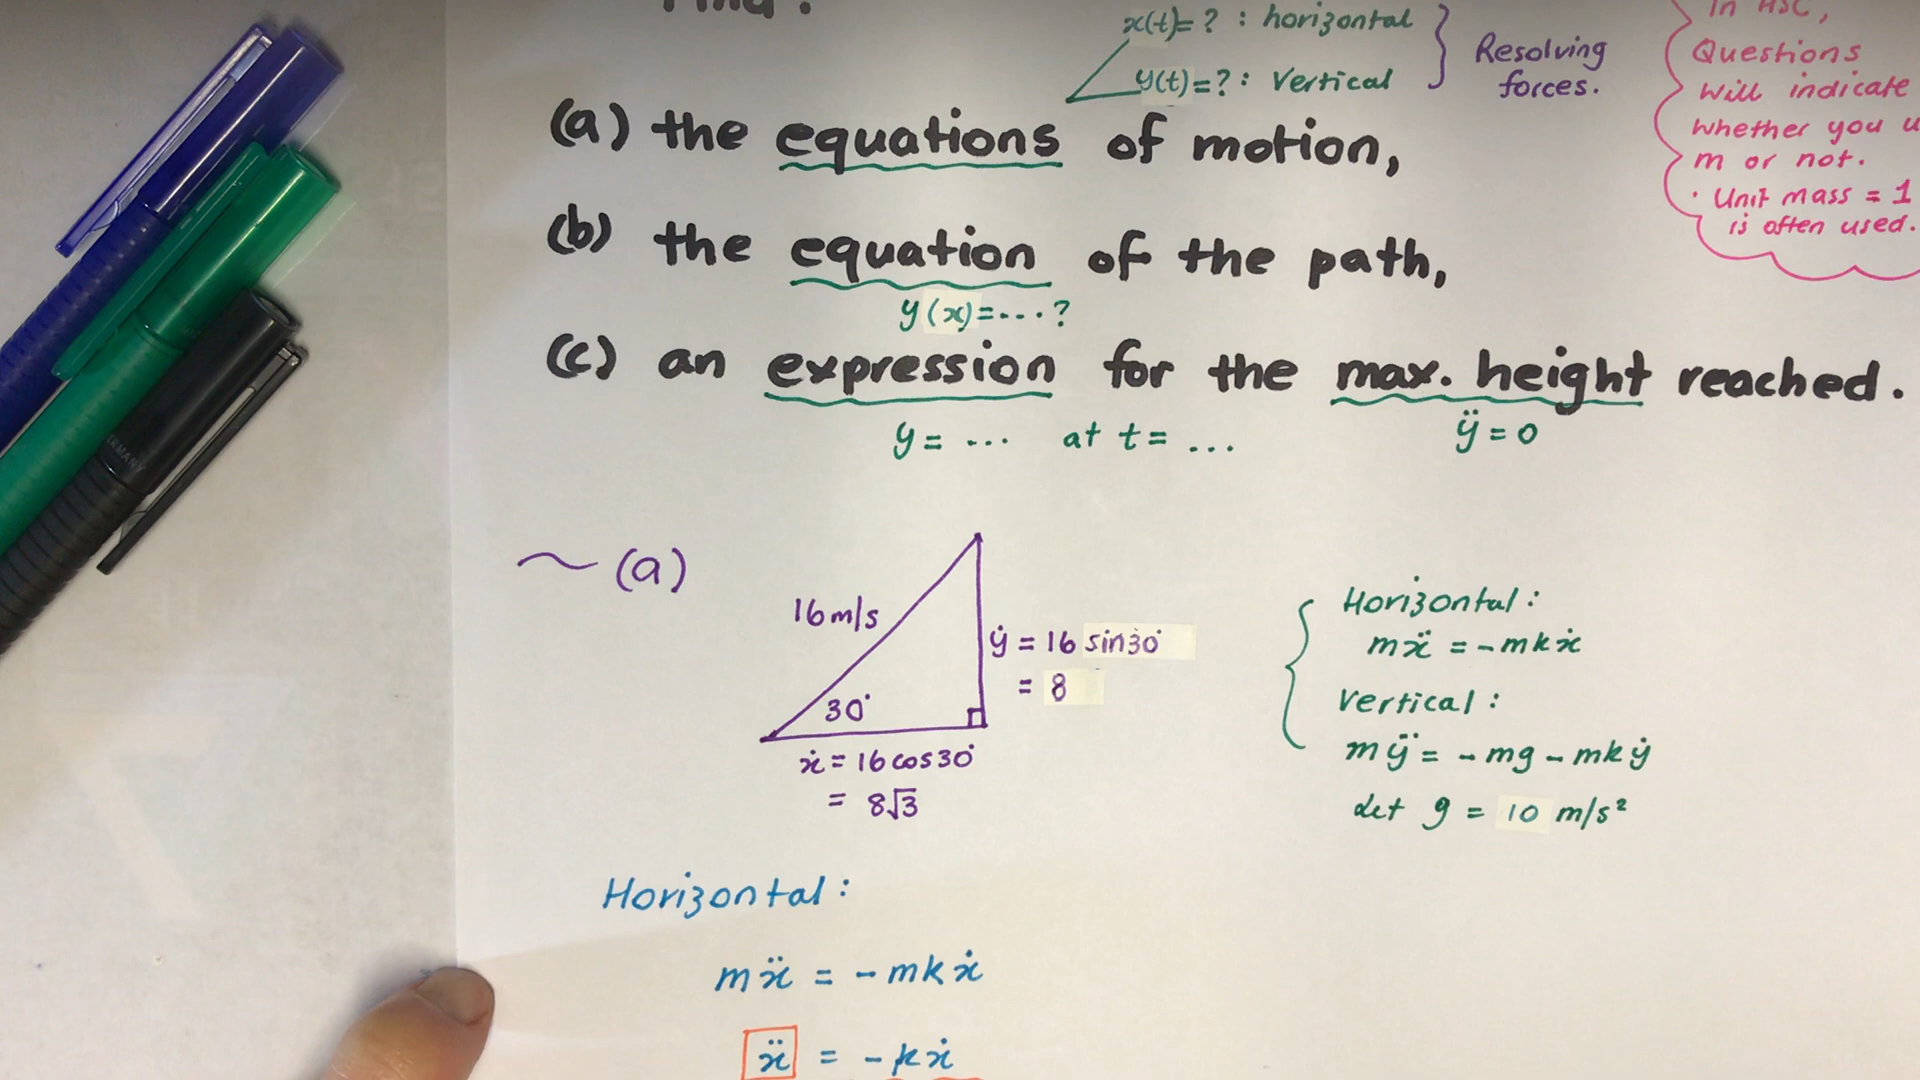 Find:
x(t)=? : horizontal
y(t)=? : Vertical
Resolving
forces.
In HSC,
Questions
will indicate
whether you u
m or not.
· Unit mass = 1
is often used.
(a) the equations of motion,
(b) the equation of the path,
y(x)=...?
(c) an expression for the max. height reached.
y = ... at t = ...
ÿ = 0
~ (a)
16m/s
30°
ẏ = 16 sin30°
= 8
ẋ = 16 cos30°
= 8√3
Horizontal:
mẍ = -mkẋ
Vertical:
mÿ = -mg - mkẏ
Let g = 10 m/s²
Horizontal:
mẍ = -mkẋ
ẍ = -kẋ